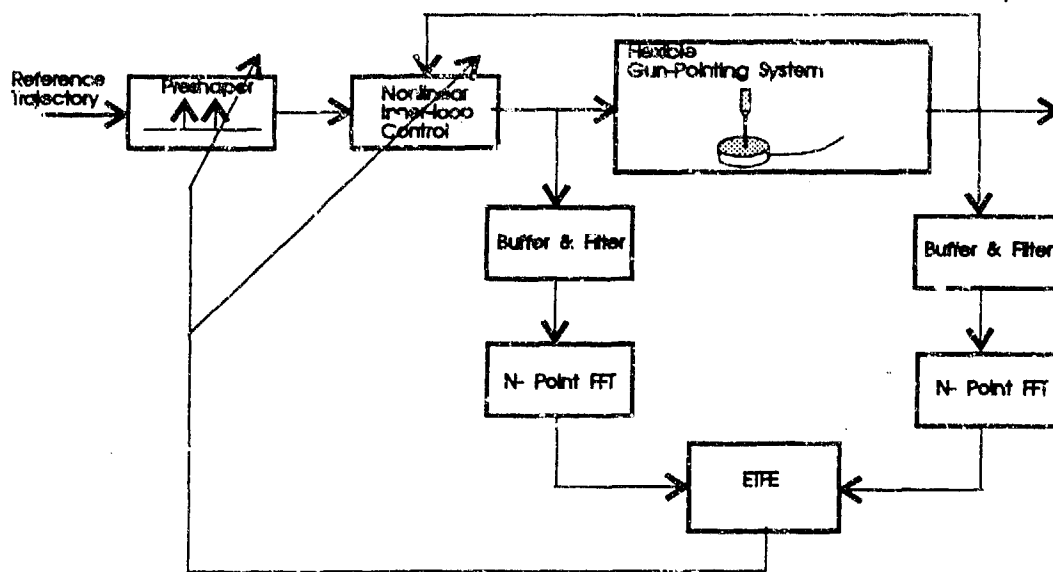 Reference
Trajectory
Preshaper
Nonlinear
Inner-loop
Control
Flexible
Gun-Pointing System
Buffer & Filter
Buffer & Filter
N- Point FFT
N- Point FFT
ETFE